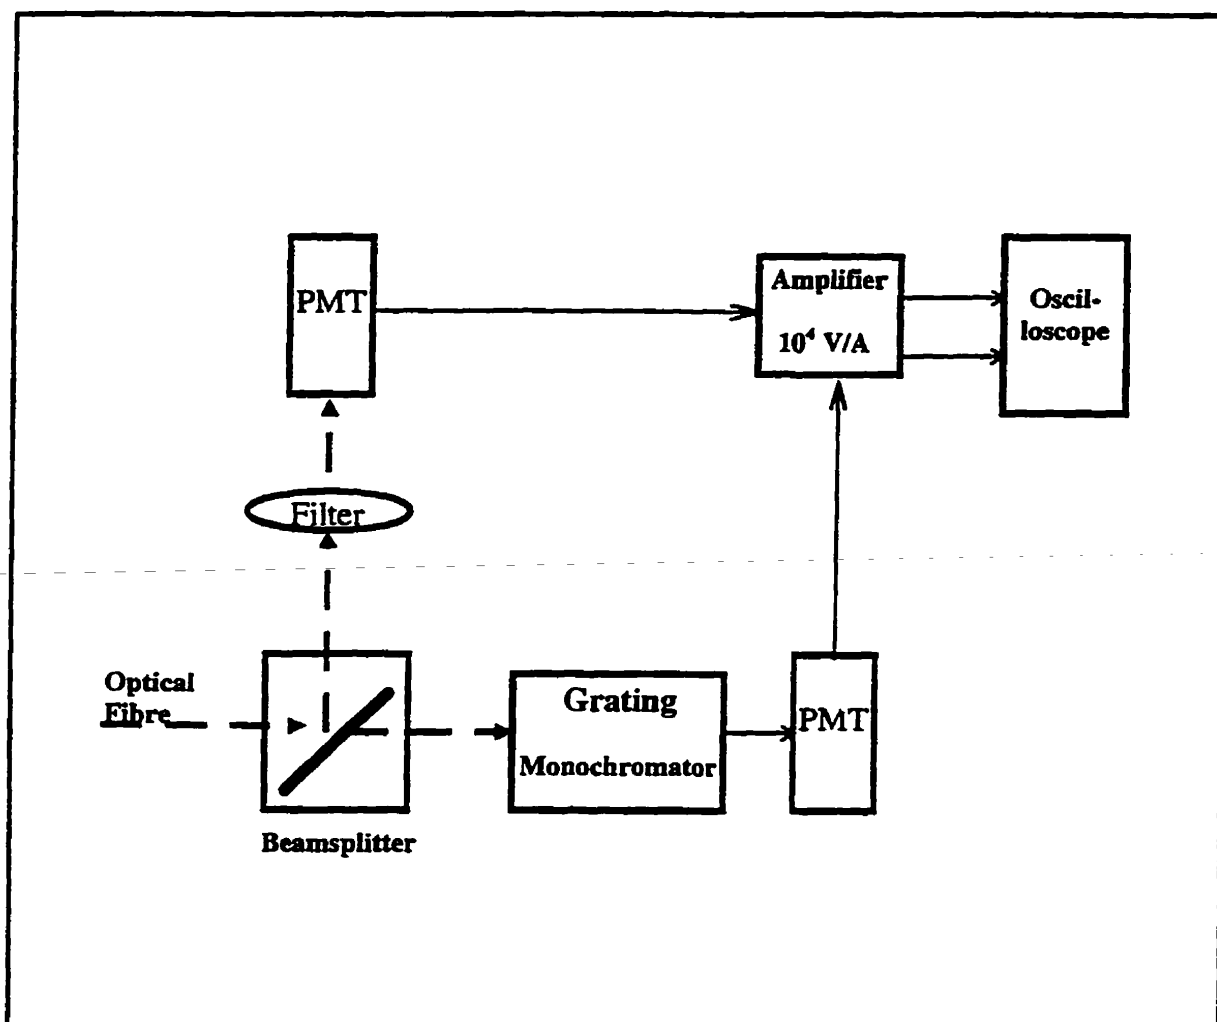 PMT
Amplifier
10⁴ V/A
Oscil-
loscope
Filter
Optical
Fibre
Grating
Monochromator
PMT
Beamsplitter